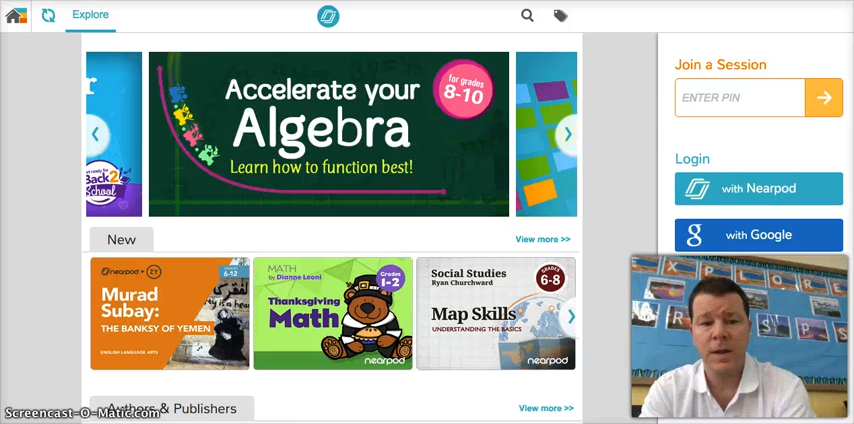 Explore
r
Back2
School
Accelerate your
Algebra
Learn how to function best!
for grades
8-10
Join a Session
ENTER PIN
Login
with Nearpod
g with Google
New
View more >>
nearpod +
GRADES
6-12
Murad
Subay:
THE BANKSY OF YEMEN
ENGLISH LANGUAGE ARTS
MATH
by Dianne Leoni
Grades
1-2
Thanksgiving
Math
nearpod
Social Studies
Ryan Churchward
GRADES
6-8
Map Skills
UNDERSTANDING THE BASICS
nearpod
Authors & Publishers
View more >>
EXPLORE
Screencast-O-Matic.com